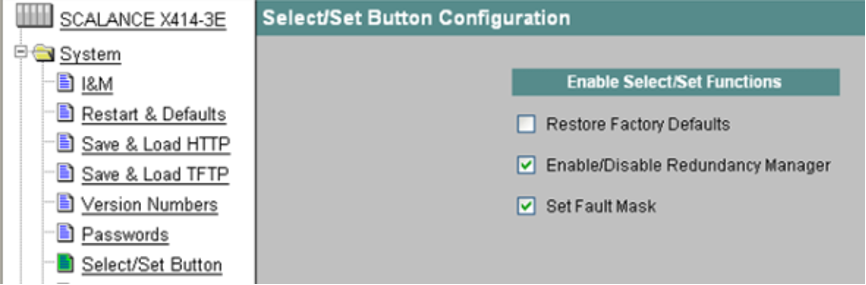 SCALANCE X414-3E
System
I&M
Restart & Defaults
Save & Load HTTP
Save & Load TFTP
Version Numbers
Passwords
Select/Set Button
Select/Set Button Configuration
Enable Select/Set Functions
Restore Factory Defaults
Enable/Disable Redundancy Manager
Set Fault Mask